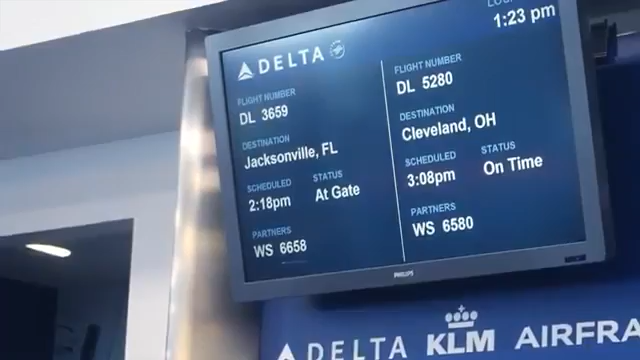 DELTA
FLIGHT NUMBER
DL 3659
DESTINATION
Jacksonville, FL
SCHEDULED STATUS
2:18pm At Gate
PARTNERS
WS 6658
1:23 pm
FLIGHT NUMBER
DL 5280
DESTINATION
Cleveland, OH
SCHEDULED STATUS
3:08pm On Time
PARTNERS
WS 6580
PHILIPS
DELTA KLM AIRFRA